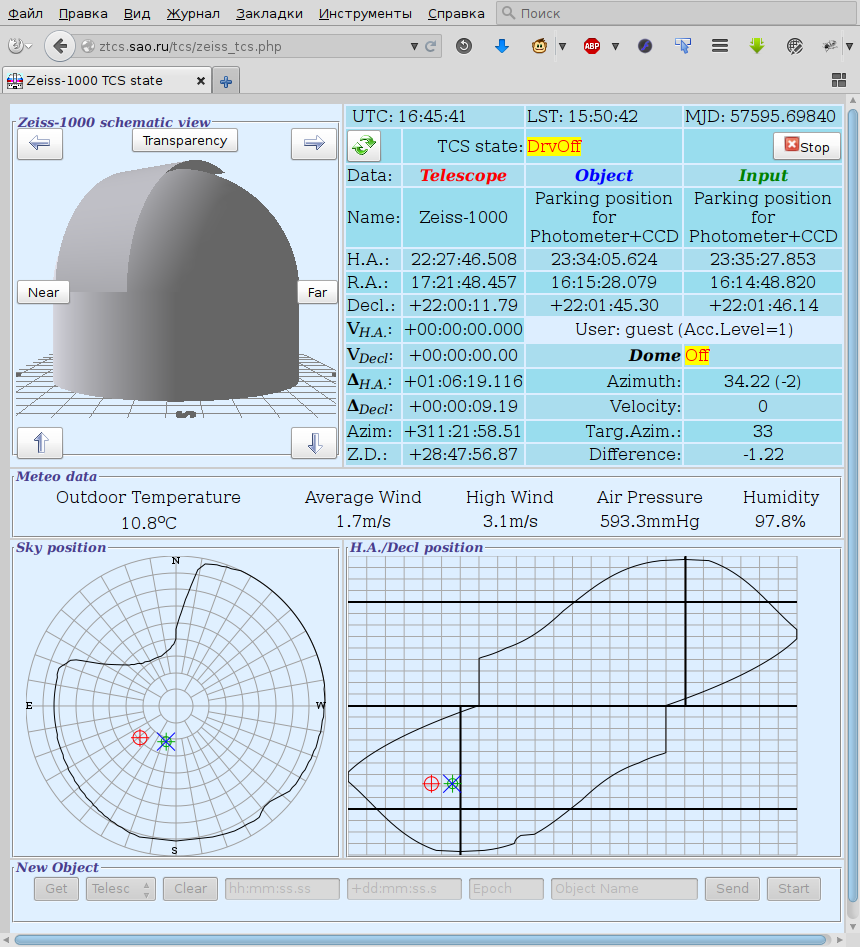 Файл Правка Вид Журнал Закладки Инструменты Справка Поиск
ztcs.sao.ru/tcs/zeiss_tcs.php ABP
Zeiss-1000 TCS state
Zeiss-1000 schematic view
Transparency
Near Far
S
UTC: 16:45:41 LST: 15:50:42 MJD: 57595.69840
TCS state: DrvOff Stop
Data: Telescope Object Input
Name: Zeiss-1000 Parking position for Photometer+CCD Parking position for Photometer+CCD
H.A.: 22:27:46.508 23:34:05.624 23:35:27.853
R.A.: 17:21:48.457 16:15:28.079 16:14:48.820
Decl.: +22:00:11.79 +22:01:45.30 +22:01:46.14
V H.A.: +00:00:00.000 User: guest (Acc.Level=1)
V Decl: +00:00:00.00 Dome Off
Δ H.A.: +01:06:19.116 Azimuth: 34.22 (-2)
Δ Decl: +00:00:09.19 Velocity: 0
Azim: +311:21:58.51 Targ.Azim.: 33
Z.D.: +28:47:56.87 Difference: -1.22
Meteo data
Outdoor Temperature Average Wind High Wind Air Pressure Humidity
10.8ºC 1.7m/s 3.1m/s 593.3mmHg 97.8%
Sky position
N
E W
S
H.A./Decl position
New Object
Get Telesc Clear hh:mm:ss.ss +dd:mm:ss.s Epoch Object Name Send Start